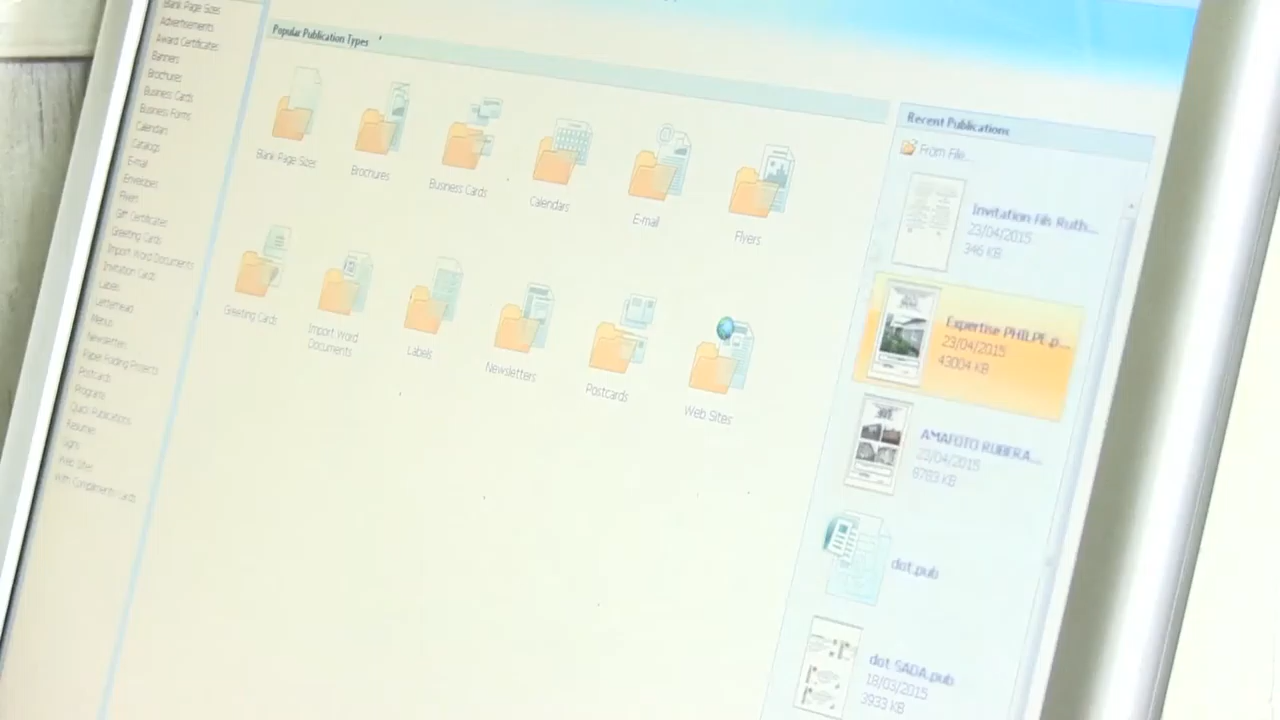 Blank Page Sizes
Advertisements
Award Certificates
Banners
Brochures
Business Cards
Business Forms
Calendars
Catalogs
E-mail
Envelopes
Flyers
Gift Certificates
Greeting Cards
Import Word Documents
Invitation Cards
Labels
Letterhead
Menus
Newsletters
Paper Folding Projects
Postcards
Programs
Quick Publications
Resumes
Signs
Web Sites
With Compliments Cards
Popular Publication Types
Blank Page Sizes
Brochures
Business Cards
Calendars
E-mail
Flyers
Greeting Cards
Import Word
Documents
Labels
Newsletters
Postcards
Web Sites
Recent Publications
From File...
Invitation Fils Ruth...
23/04/2015
346 KB
Expertise PHILPE.p...
23/04/2015
43004 KB
AMAFOTO RUBERA...
23/04/2015
8783 KB
dot.pub
dot SADA.pub
18/03/2015
3933 KB